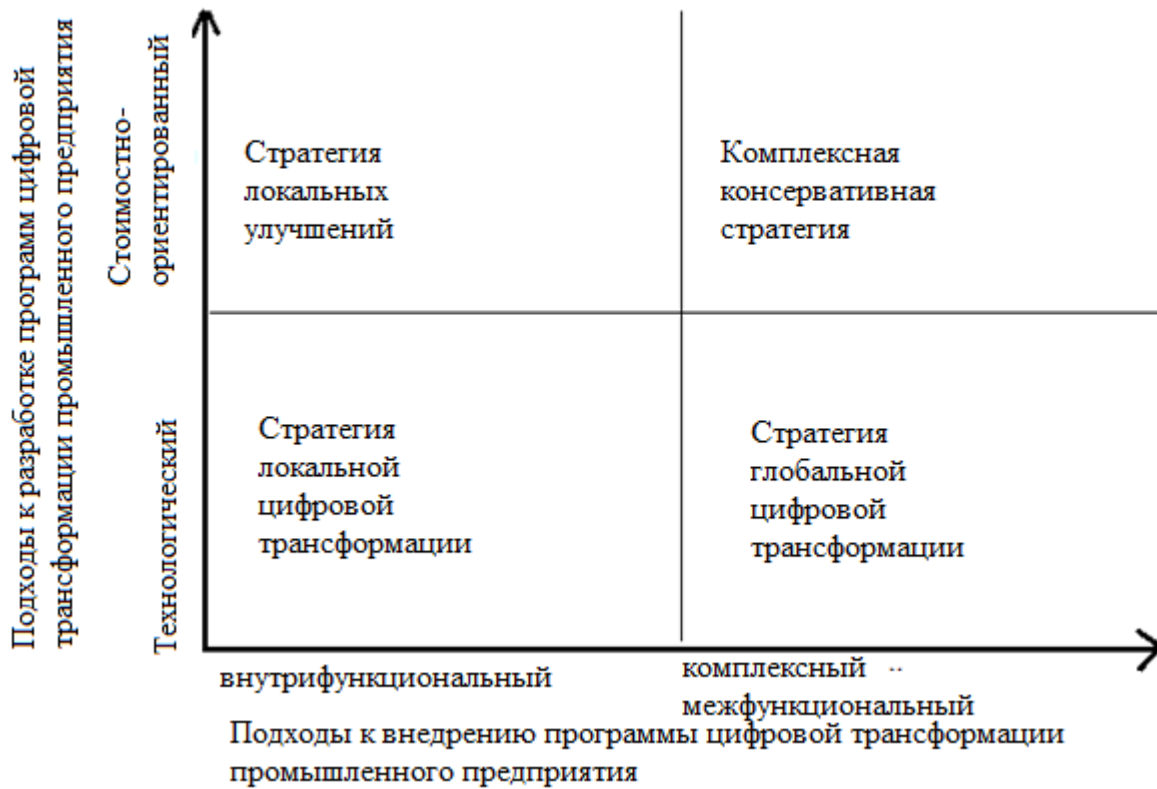 Подходы к разработке программ цифровой
трансформации промышленного предприятия
Стоимостно-
ориентированный
Технологический
Стратегия
локальных
улучшений
Комплексная
консервативная
стратегия
Стратегия
локальной
цифровой
трансформации
Стратегия
глобальной
цифровой
трансформации
внутрифункциональный
комплексный ..
межфункциональный
Подходы к внедрению программы цифровой трансформации
промышленного предприятия